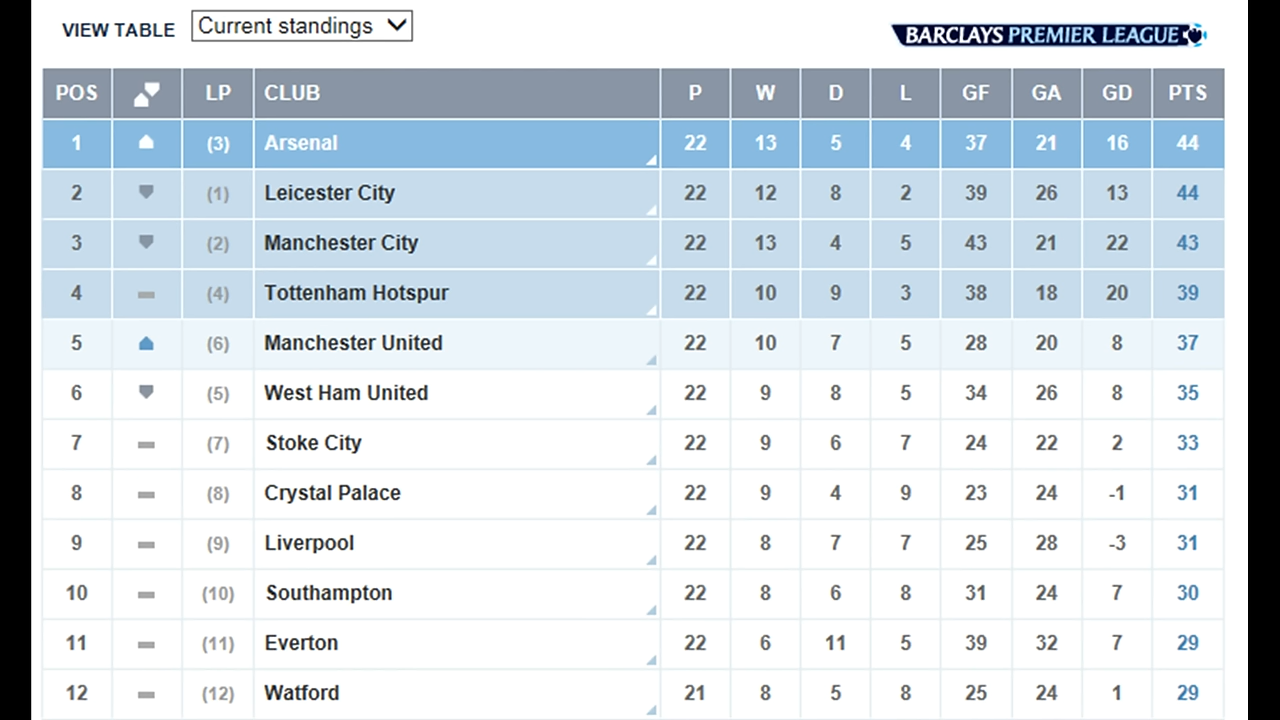 VIEW TABLE Current standings BARCLAYS PREMIER LEAGUE
POS LP CLUB P W D L GF GA GD PTS
1 (3) Arsenal 22 13 5 4 37 21 16 44
2 (1) Leicester City 22 12 8 2 39 26 13 44
3 (2) Manchester City 22 13 4 5 43 21 22 43
4 (4) Tottenham Hotspur 22 10 9 3 38 18 20 39
5 (6) Manchester United 22 10 7 5 28 20 8 37
6 (5) West Ham United 22 9 8 5 34 26 8 35
7 (7) Stoke City 22 9 6 7 24 22 2 33
8 (8) Crystal Palace 22 9 4 9 23 24 -1 31
9 (9) Liverpool 22 8 7 7 25 28 -3 31
10 (10) Southampton 22 8 6 8 31 24 7 30
11 (11) Everton 22 6 11 5 39 32 7 29
12 (12) Watford 21 8 5 8 25 24 1 29